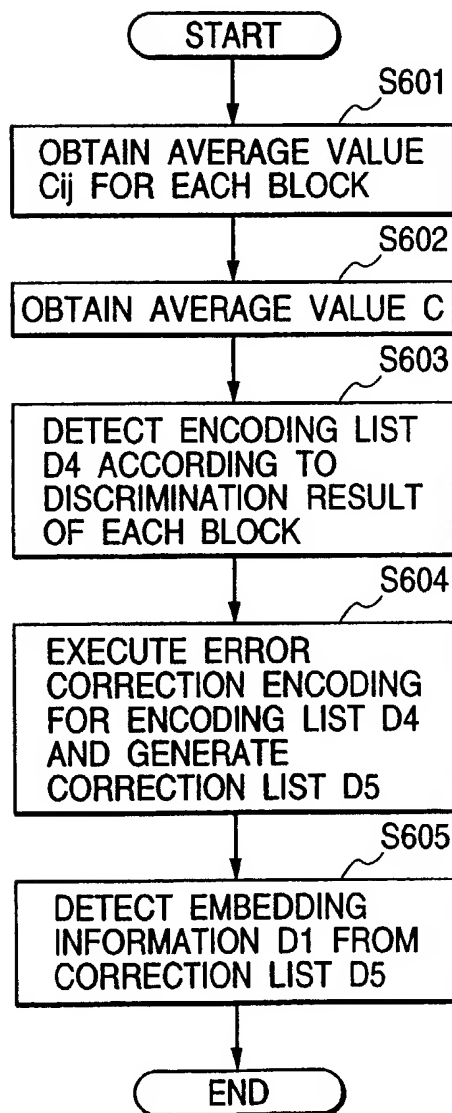 START
S601
OBTAIN AVERAGE VALUE
Cij FOR EACH BLOCK
S602
OBTAIN AVERAGE VALUE C
S603
DETECT ENCODING LIST
D4 ACCORDING TO
DISCRIMINATION RESULT
OF EACH BLOCK
S604
EXECUTE ERROR
CORRECTION ENCODING
FOR ENCODING LIST D4
AND GENERATE
CORRECTION LIST D5
S605
DETECT EMBEDDING
INFORMATION D1 FROM
CORRECTION LIST D5
END